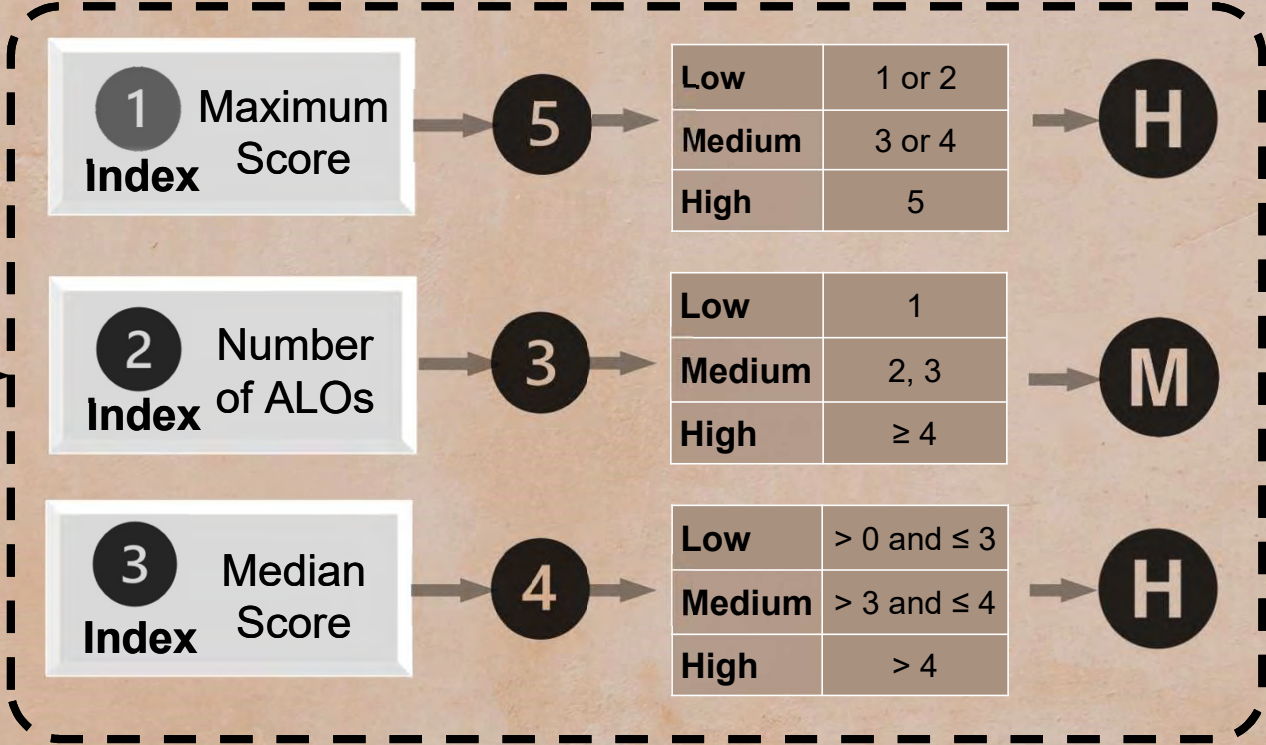 1 Maximum
Index Score
5
Low 1 or 2
Medium 3 or 4
High 5
H
2 Number
Index of ALOs
3
Low 1
Medium 2, 3
High ≥ 4
M
3 Median
Index Score
4
Low > 0 and ≤ 3
Medium > 3 and ≤ 4
High > 4
H